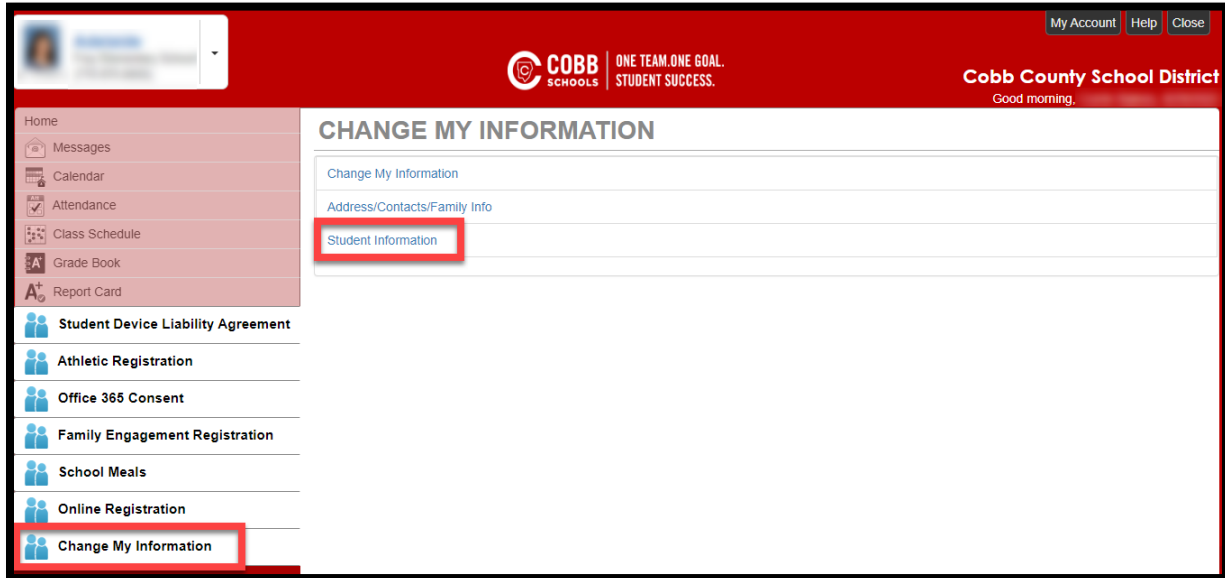 My Account Help Close
COBB SCHOOLS
ONE TEAM.ONE GOAL.
STUDENT SUCCESS.
Cobb County School District
Good morning,
Home
Messages
Calendar
Attendance
Class Schedule
Grade Book
Report Card
Student Device Liability Agreement
Athletic Registration
Office 365 Consent
Family Engagement Registration
School Meals
Online Registration
Change My Information
CHANGE MY INFORMATION
Change My Information
Address/Contacts/Family Info
Student Information